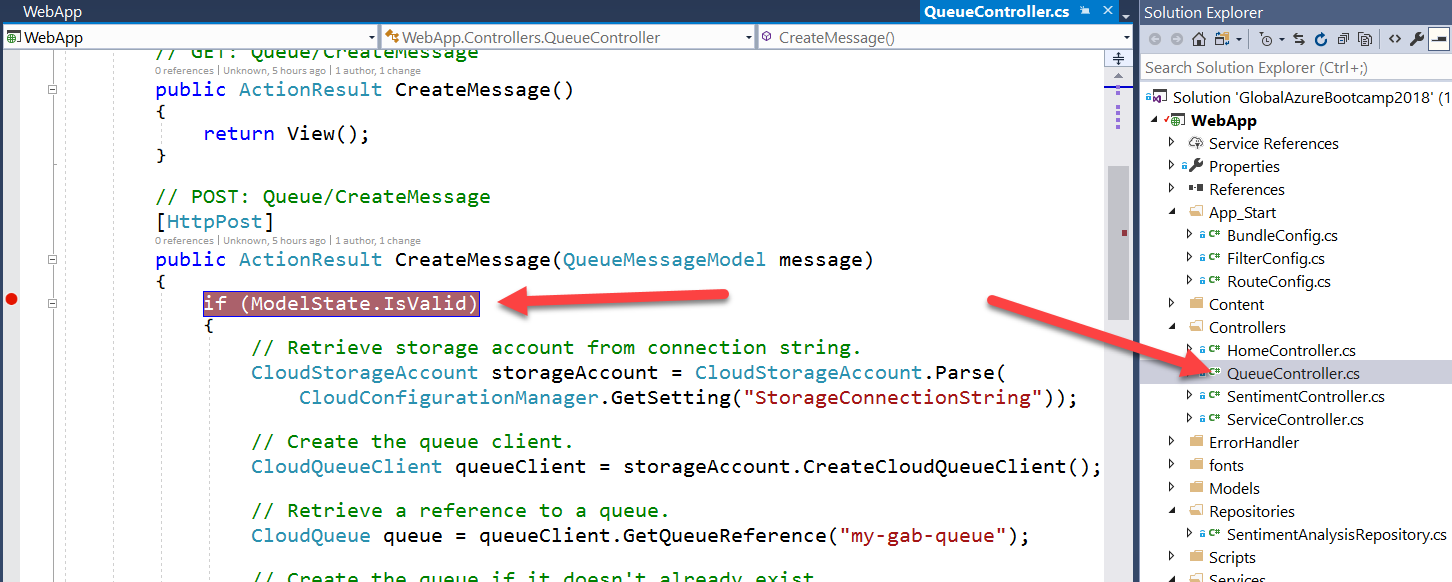 WebApp
QueueController.cs
WebApp
WebApp.Controllers.QueueController
CreateMessage()
// GET: Queue/CreateMessage
0 references | Unknown, 5 hours ago | 1 author, 1 change
public ActionResult CreateMessage()
{
return View();
}
// POST: Queue/CreateMessage
[HttpPost]
0 references | Unknown, 5 hours ago | 1 author, 1 change
public ActionResult CreateMessage(QueueMessageModel message)
{
if (ModelState.IsValid)
{
// Retrieve storage account from connection string.
CloudStorageAccount storageAccount = CloudStorageAccount.Parse(
CloudConfigurationManager.GetSetting("StorageConnectionString"));
// Create the queue client.
CloudQueueClient queueClient = storageAccount.CreateCloudQueueClient();
// Retrieve a reference to a queue.
CloudQueue queue = queueClient.GetQueueReference("my-gab-queue");
// Create the queue if it doesn't already exist
Solution Explorer
Search Solution Explorer (Ctrl+;)
Solution 'GlobalAzureBootcamp2018' (1
WebApp
Service References
Properties
References
App_Start
C# BundleConfig.cs
C# FilterConfig.cs
C# RouteConfig.cs
Content
Controllers
C# HomeController.cs
C# QueueController.cs
C# SentimentController.cs
C# ServiceController.cs
ErrorHandler
fonts
Models
Repositories
C# SentimentAnalysisRepository.cs
Scripts
Services